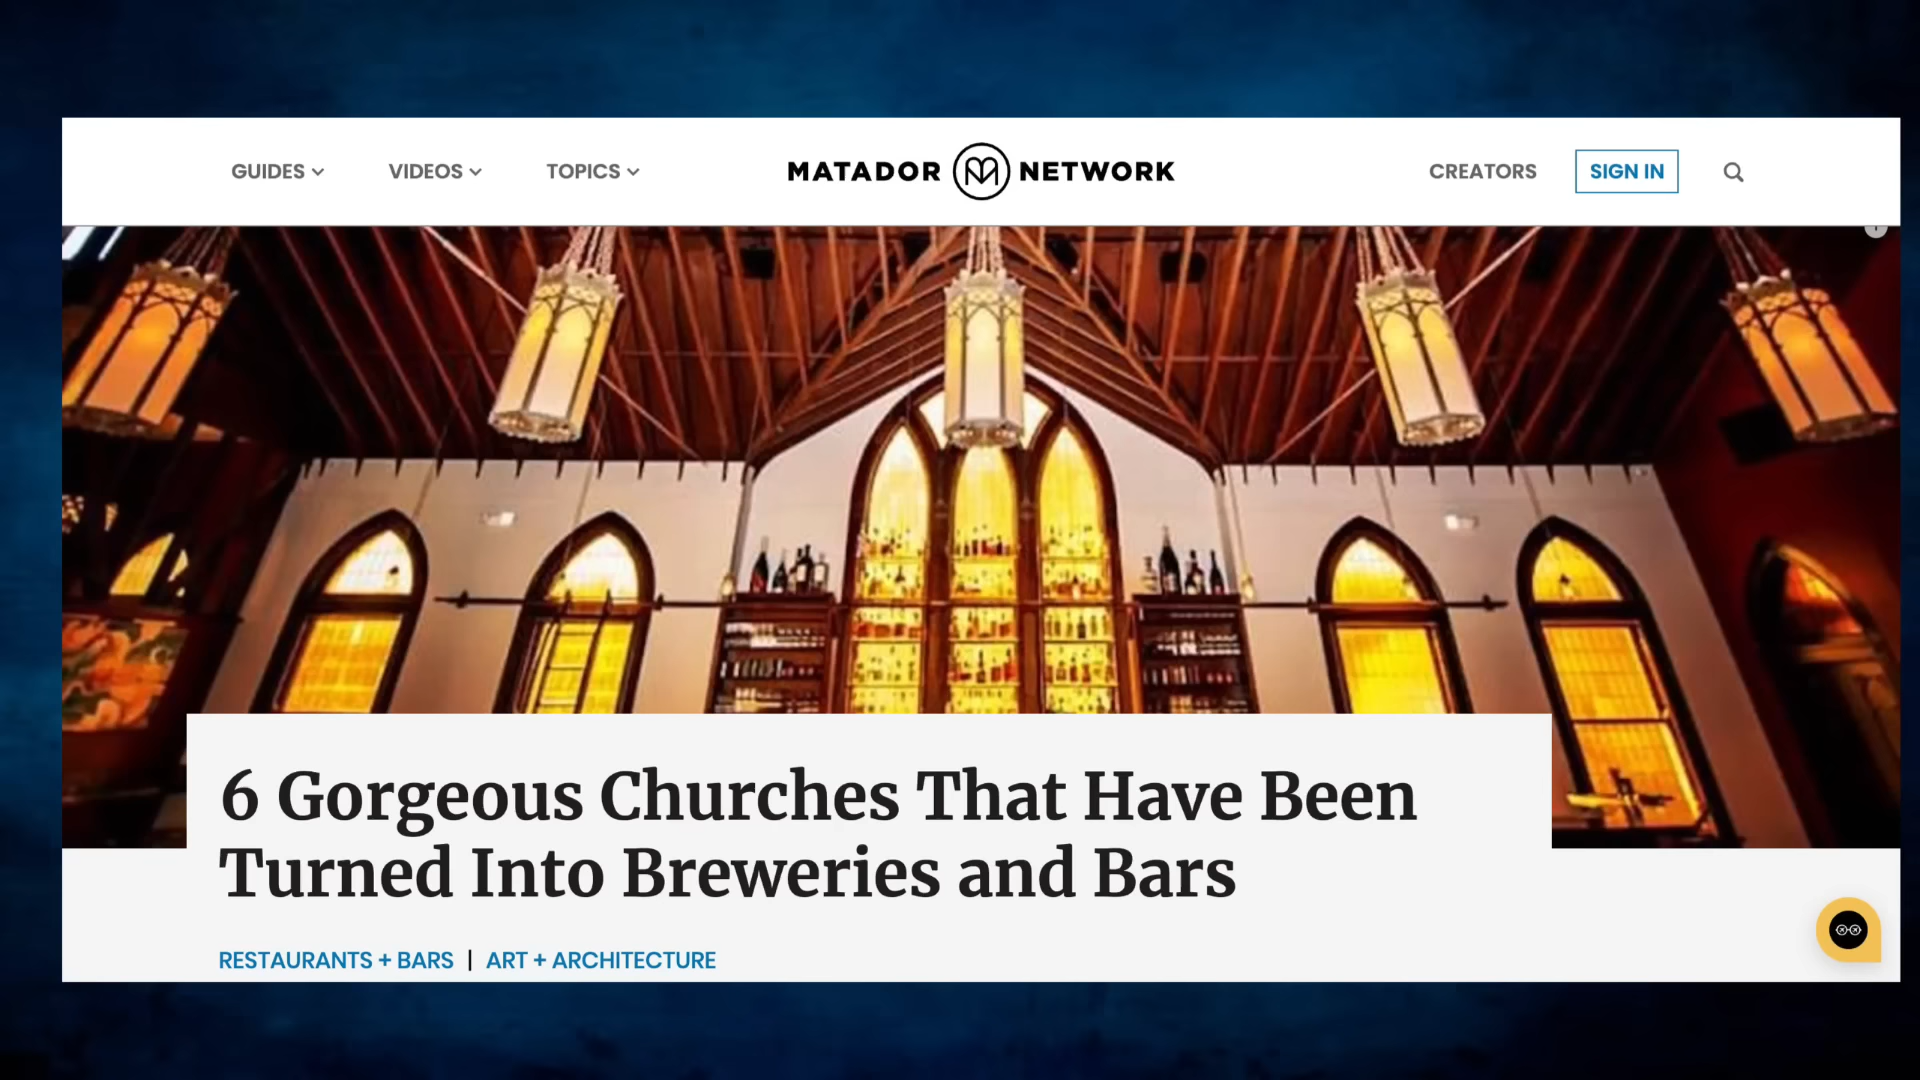 GUIDES VIDEOS TOPICS MATADOR NETWORK CREATORS SIGN IN
6 Gorgeous Churches That Have Been
Turned Into Breweries and Bars
RESTAURANTS + BARS | ART + ARCHITECTURE